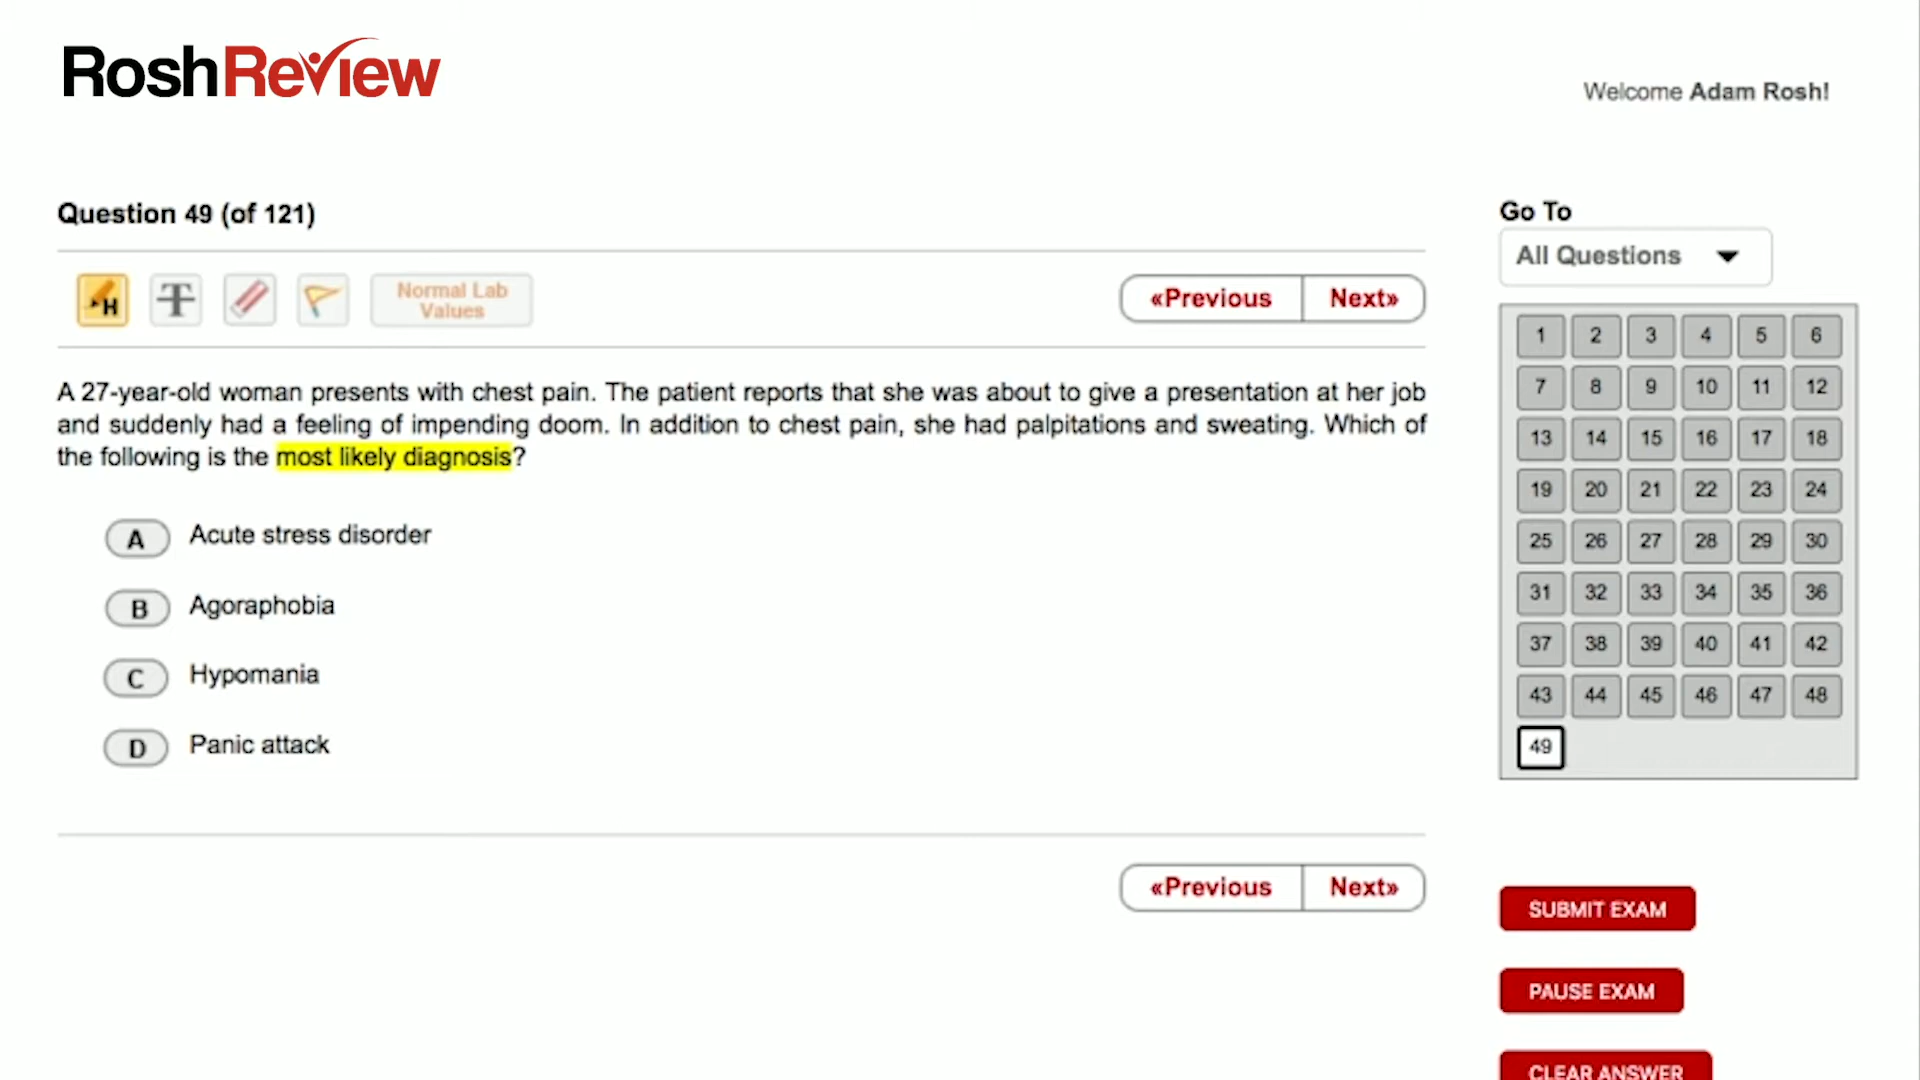 RoshReview
Welcome Adam Rosh!
Question 49 (of 121)
Go To
All Questions
H
T
Normal Lab
Values
«Previous
Next»
1 2 3 4 5 6
7 8 9 10 11 12
13 14 15 16 17 18
19 20 21 22 23 24
25 26 27 28 29 30
31 32 33 34 35 36
37 38 39 40 41 42
43 44 45 46 47 48
49
A 27-year-old woman presents with chest pain. The patient reports that she was about to give a presentation at her job
and suddenly had a feeling of impending doom. In addition to chest pain, she had palpitations and sweating. Which of
the following is the most likely diagnosis?
A Acute stress disorder
B Agoraphobia
C Hypomania
D Panic attack
«Previous
Next»
SUBMIT EXAM
PAUSE EXAM
CLEAR ANSWER